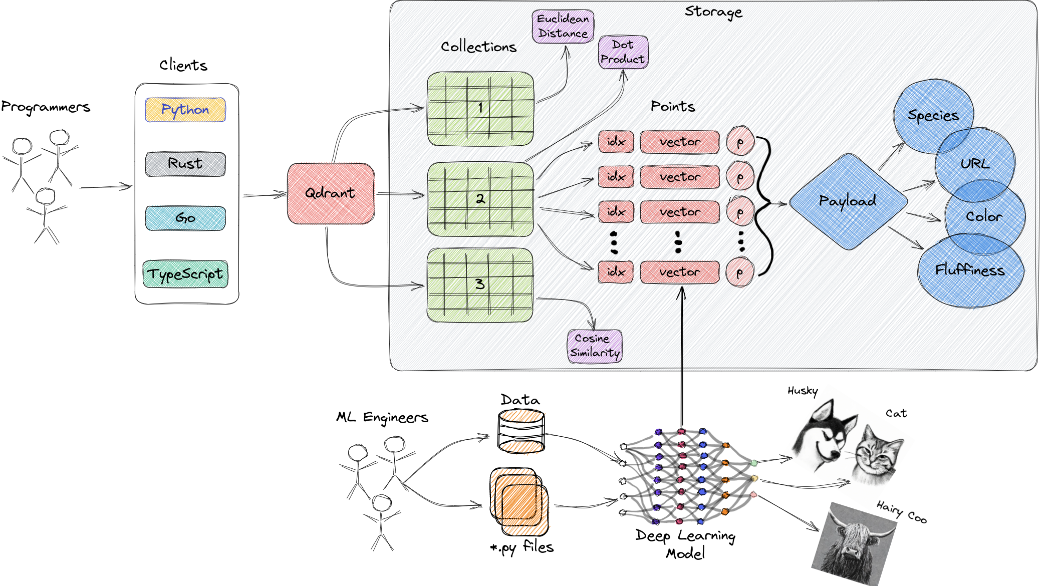 Storage
Collections
Euclidean
Distance
Dot
Product
Clients
Programmers
Python
Rust
Go
TypeScript
Qdrant
1
2
3
Cosine
Similarity
Points
idx vector p
idx vector p
idx vector p
idx vector p
Payload
Species
URL
Color
Fluffiness
ML Engineers
Data
*.py files
Deep Learning
Model
Husky
Cat
Hairy Coo